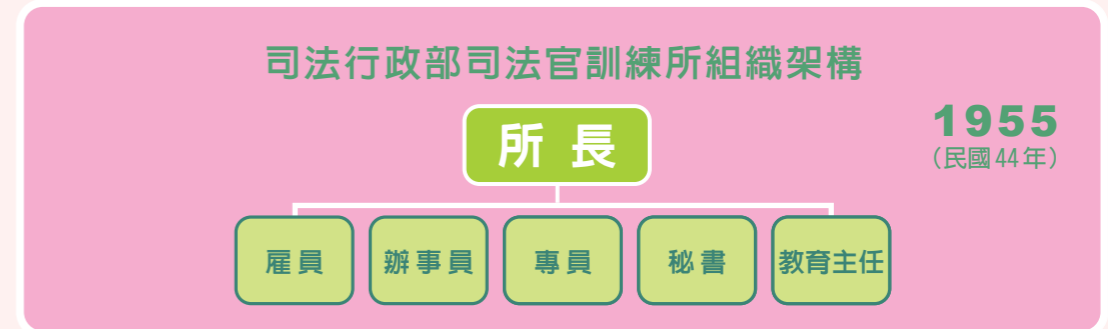 司法行政部司法官訓練所組織架構
1955
(民國44年)
所長
雇員
辦事員
專員
秘書
教育主任